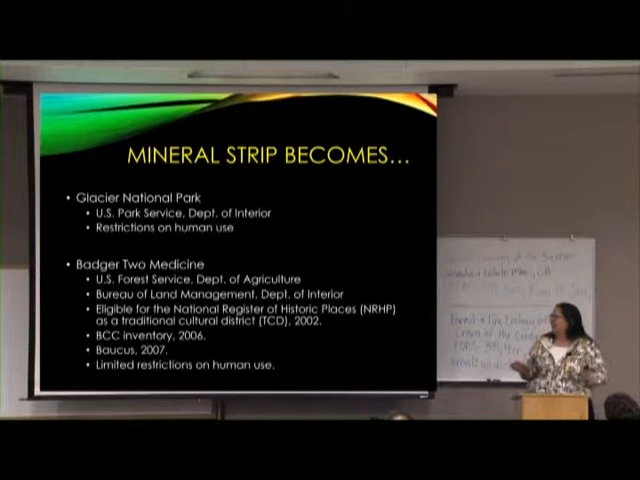 MINERAL STRIP BECOMES…
• Glacier National Park
• U.S. Park Service, Dept. of Interior
• Restrictions on human use
• Badger Two Medicine
• U.S. Forest Service, Dept. of Agriculture
• Bureau of Land Management, Dept. of Interior
• Eligible for the National Register of Historic Places (NRHP)
as a traditional cultural district (TCD), 2002.
• BCC inventory, 2006.
• Baucus, 2007.
• Limited restrictions on human use.